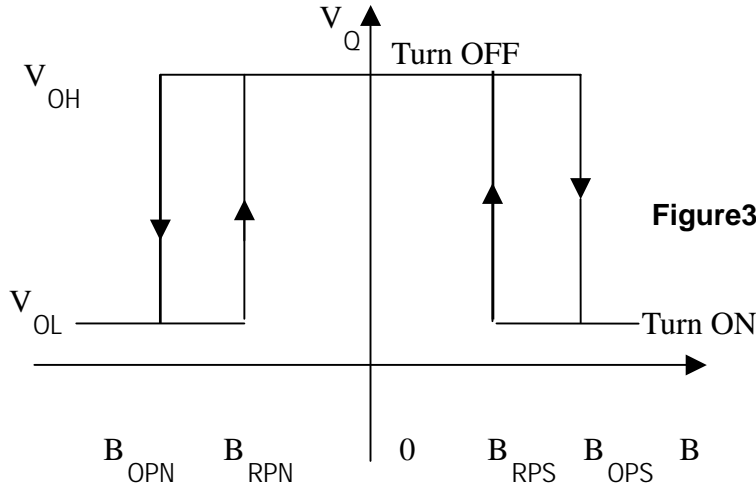 V_Q
Turn OFF
V_OH
Figure3
V_OL
Turn ON
B_OPN B_RPN 0 B_RPS B_OPS B